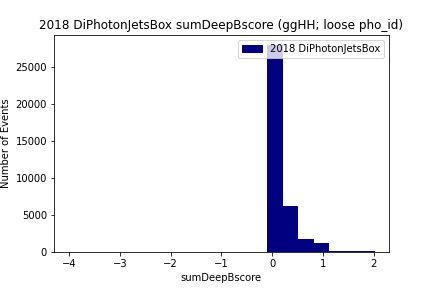 2018 DiPhotonJetsBox sumDeepBscore (ggHH; loose pho_id)
2018 DiPhotonJetsBox
Number of Events
25000
20000
15000
10000
5000
0
−4 −3 −2 −1 0 1 2
sumDeepBscore